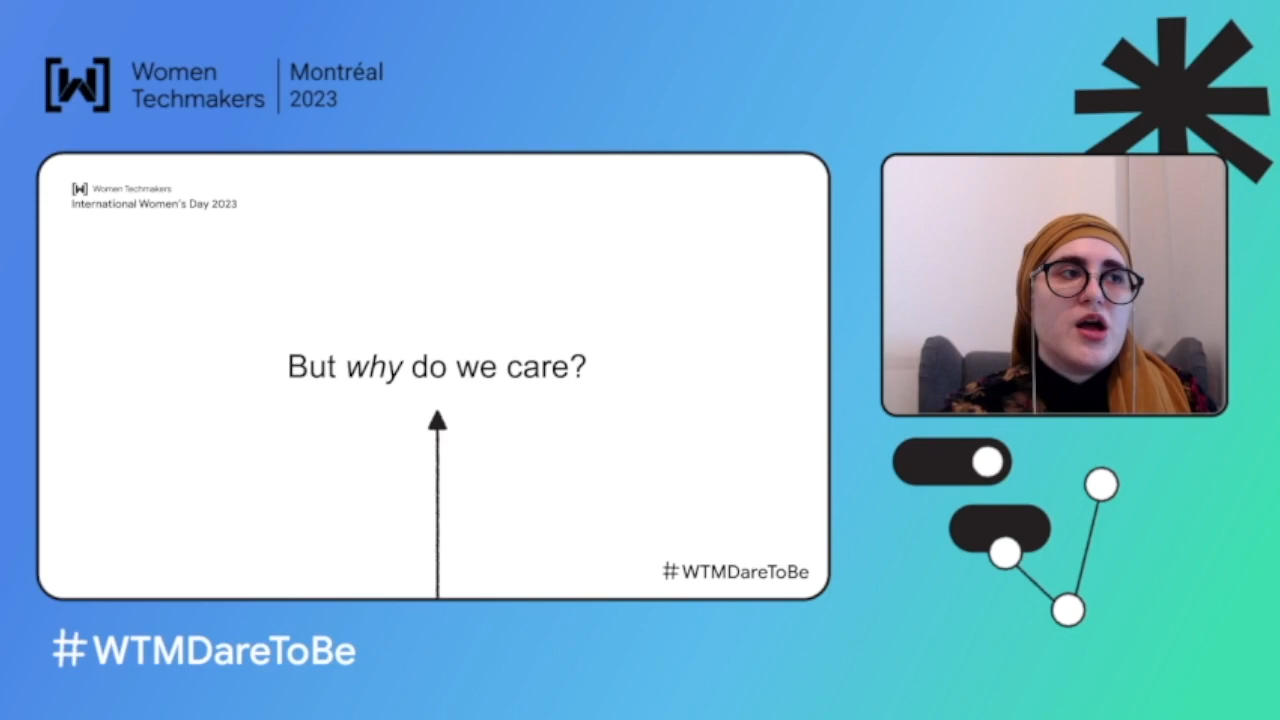 Women
Techmakers
Montréal
2023
Women Techmakers
International Women's Day 2023
But why do we care?
#WTMDareToBe
#WTMDareToBe